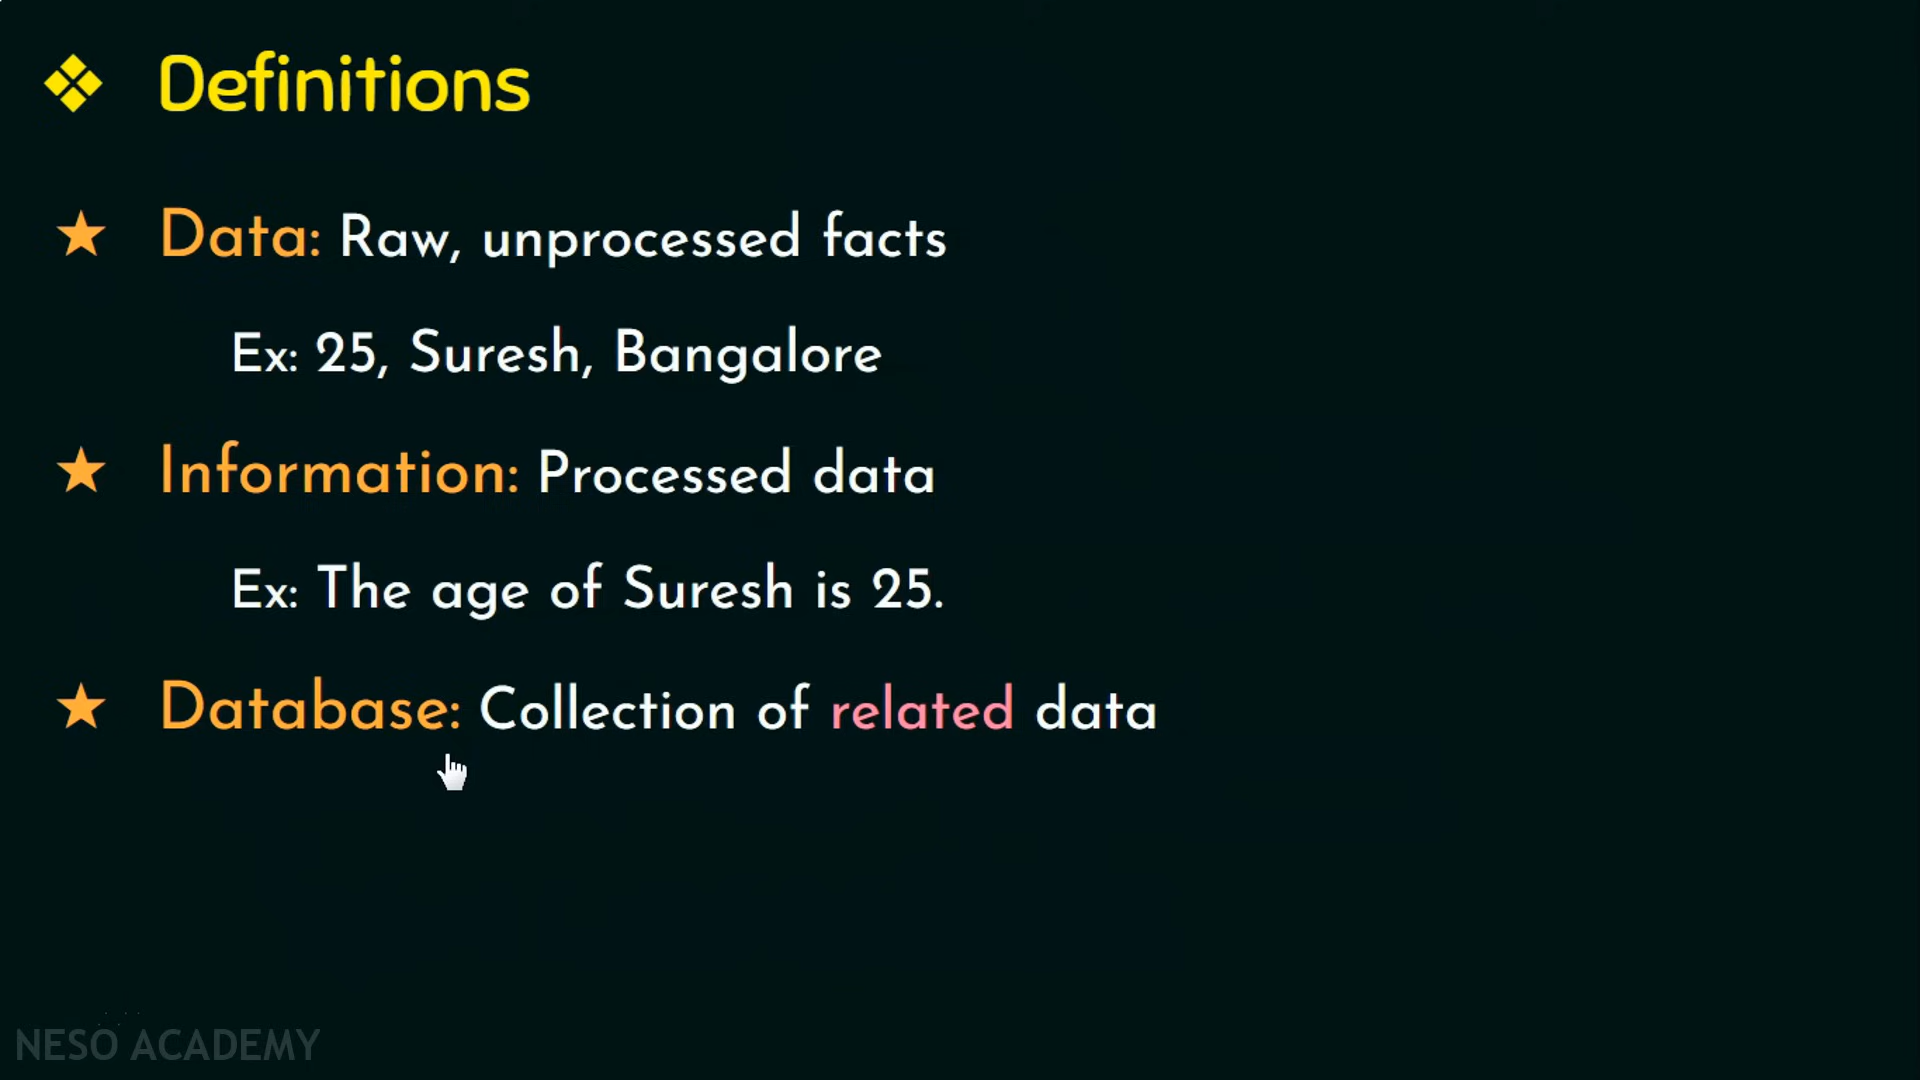 Definitions
Data: Raw, unprocessed facts
Ex: 25, Suresh, Bangalore
Information: Processed data
Ex: The age of Suresh is 25.
Database: Collection of related data
NESO ACADEMY